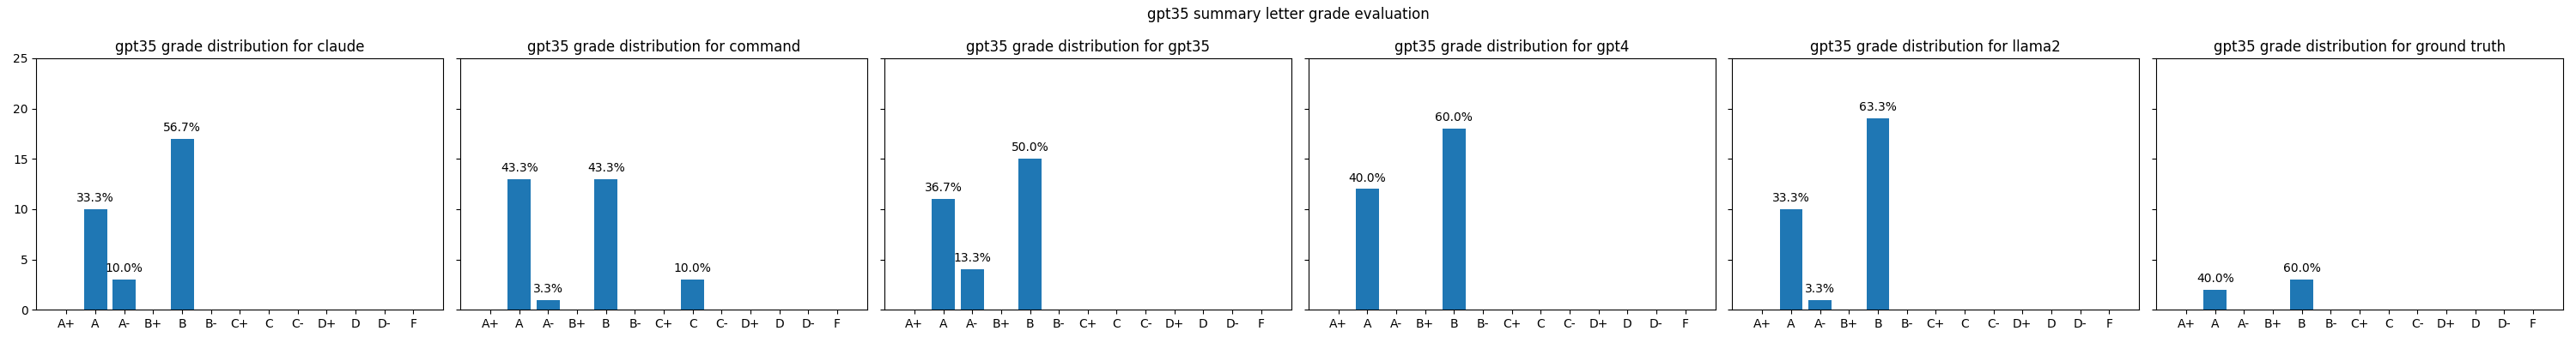 gpt35 summary letter grade evaluation
gpt35 grade distribution for claude
25
20
15
10
5
0
33.3%
10.0%
56.7%
A+ A A- B+ B B- C+ C C- D+ D D- F
gpt35 grade distribution for command
43.3%
3.3%
43.3%
10.0%
A+ A A- B+ B B- C+ C C- D+ D D- F
gpt35 grade distribution for gpt35
36.7%
13.3%
50.0%
A+ A A- B+ B B- C+ C C- D+ D D- F
gpt35 grade distribution for gpt4
40.0%
60.0%
A+ A A- B+ B B- C+ C C- D+ D D- F
gpt35 grade distribution for llama2
33.3%
3.3%
63.3%
A+ A A- B+ B B- C+ C C- D+ D D- F
gpt35 grade distribution for ground truth
40.0%
60.0%
A+ A A- B+ B B- C+ C C- D+ D D- F